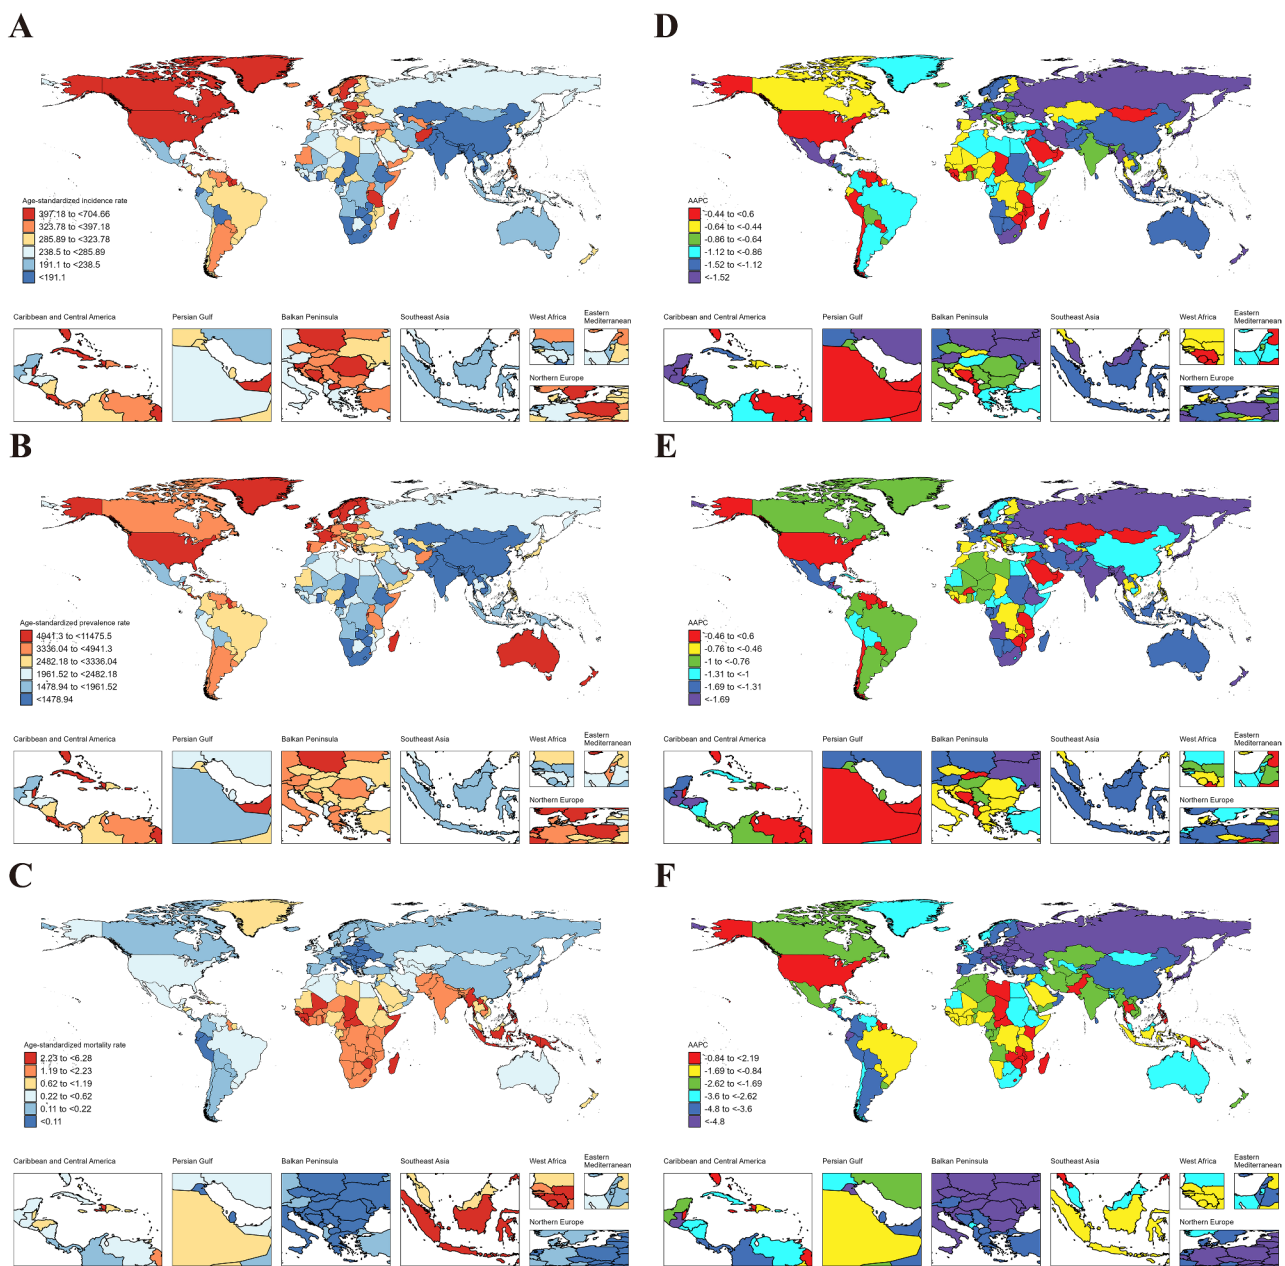 A
Age-standardized incidence rate
397.18 to <704.66
323.78 to <397.18
285.89 to <323.78
238.5 to <285.89
191.1 to <238.5
<191.1
Caribbean and Central America
Persian Gulf
Balkan Peninsula
Southeast Asia
West Africa
Eastern
Mediterranean
Northern Europe
D
AAPC
-0.44 to <0.6
-0.64 to <-0.44
-0.86 to <-0.64
-1.12 to <-0.86
-1.52 to <-1.12
<-1.52
Caribbean and Central America
Persian Gulf
Balkan Peninsula
Southeast Asia
West Africa
Eastern
Mediterranean
Northern Europe
B
Age-standardized prevalence rate
4941.3 to <11475.5
3336.04 to <4941.3
2482.18 to <3336.04
1961.52 to <2482.18
1478.94 to <1961.52
<1478.94
Caribbean and Central America
Persian Gulf
Balkan Peninsula
Southeast Asia
West Africa
Eastern
Mediterranean
Northern Europe
E
AAPC
-0.46 to <0.6
-0.76 to <-0.46
-1 to <-0.76
-1.31 to <-1
-1.69 to <-1.31
<-1.69
Caribbean and Central America
Persian Gulf
Balkan Peninsula
Southeast Asia
West Africa
Eastern
Mediterranean
Northern Europe
C
Age-standardized mortality rate
2.23 to <6.28
1.19 to <2.23
0.62 to <1.19
0.22 to <0.62
0.11 to <0.22
<0.11
Caribbean and Central America
Persian Gulf
Balkan Peninsula
Southeast Asia
West Africa
Eastern
Mediterranean
Northern Europe
F
AAPC
-0.84 to <2.19
-1.69 to <-0.84
-2.62 to <-1.69
-3.6 to <-2.62
-4.8 to <-3.6
<-4.8
Caribbean and Central America
Persian Gulf
Balkan Peninsula
Southeast Asia
West Africa
Eastern
Mediterranean
Northern Europe